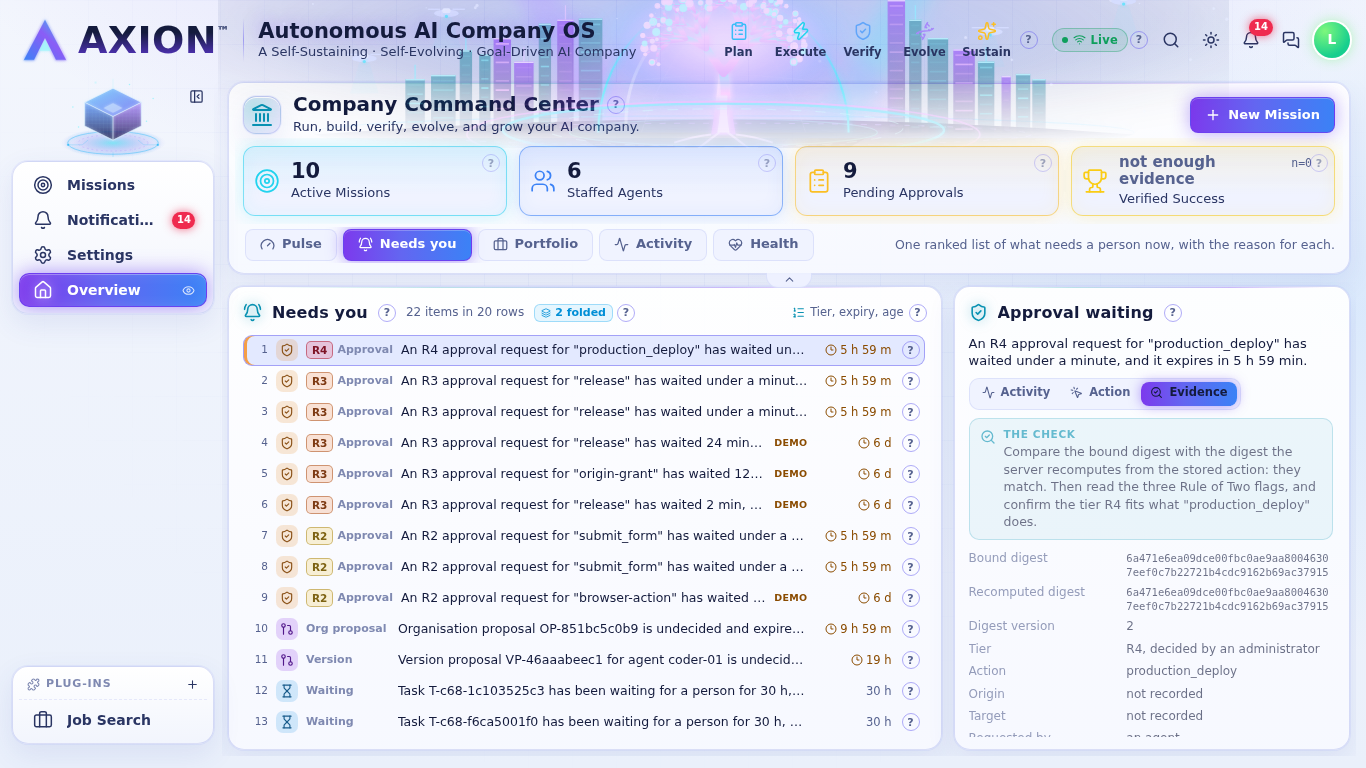 AXION™
Autonomous AI Company OS
A Self-Sustaining · Self-Evolving · Goal-Driven AI Company
Plan
Execute
Verify
Evolve
Sustain
?
Live
?
14
L
Missions
Notificati...
14
Settings
Overview
PLUG-INS
+
Job Search
Company Command Center ?
Run, build, verify, evolve, and grow your AI company.
+ New Mission
10
Active Missions
?
6
Staffed Agents
?
9
Pending Approvals
?
not enough evidence
n=0 ?
Verified Success
Pulse
Needs you
Portfolio
Activity
Health
One ranked list of what needs a person now, with the reason for each.
Needs you ? 22 items in 20 rows 2 folded ? Tier, expiry, age ?
1 R4 Approval An R4 approval request for "production_deploy" has waited un... 5 h 59 m ?
2 R3 Approval An R3 approval request for "release" has waited under a minut... 5 h 59 m ?
3 R3 Approval An R3 approval request for "release" has waited under a minut... 5 h 59 m ?
4 R3 Approval An R3 approval request for "release" has waited 24 min... DEMO 6 d ?
5 R3 Approval An R3 approval request for "origin-grant" has waited 12... DEMO 6 d ?
6 R3 Approval An R3 approval request for "release" has waited 2 min, ... DEMO 6 d ?
7 R2 Approval An R2 approval request for "submit_form" has waited under a ... 5 h 59 m ?
8 R2 Approval An R2 approval request for "submit_form" has waited under a ... 5 h 59 m ?
9 R2 Approval An R2 approval request for "browser-action" has waited ... DEMO 6 d ?
10 Org proposal Organisation proposal OP-851bc5c0b9 is undecided and expire... 9 h 59 m ?
11 Version Version proposal VP-46aaabeec1 for agent coder-01 is undecid... 19 h ?
12 Waiting Task T-c68-1c103525c3 has been waiting for a person for 30 h,... 30 h ?
13 Waiting Task T-c68-f6ca5001f0 has been waiting for a person for 30 h, ... 30 h ?
Approval waiting ?
An R4 approval request for "production_deploy" has
waited under a minute, and it expires in 5 h 59 min.
Activity
Action
Evidence
THE CHECK
Compare the bound digest with the digest the
server recomputes from the stored action: they
match. Then read the three Rule of Two flags, and
confirm the tier R4 fits what "production_deploy"
does.
Bound digest 6a471e6ea09dce00fbc0ae9aa8004630
7eef0c7b22721b4cdc9162b69ac37915
Recomputed digest 6a471e6ea09dce00fbc0ae9aa8004630
7eef0c7b22721b4cdc9162b69ac37915
Digest version 2
Tier R4, decided by an administrator
Action production_deploy
Origin not recorded
Target not recorded
Requested by an agent